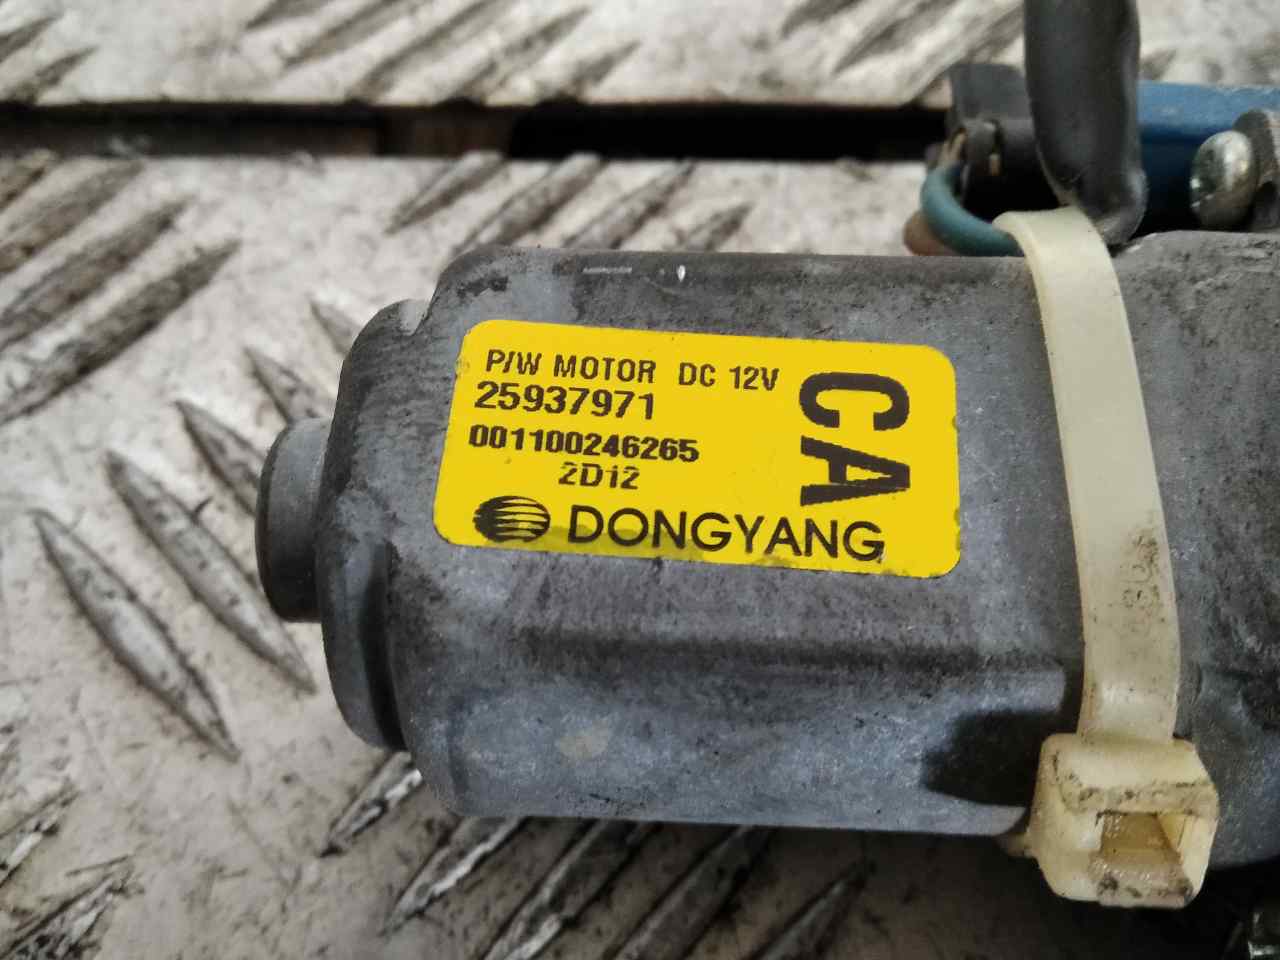 P/W MOTOR DC 12V
25937971
001100246265
2D12
DONGYANG
CA